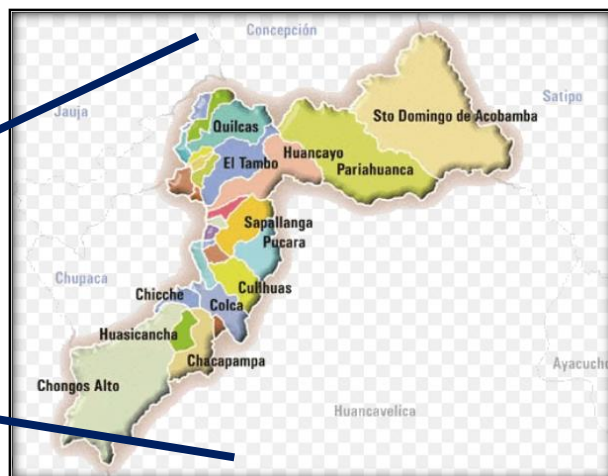 Concepción
Jauja
Sto Domingo de Acobamba
Satipo
Quilcas
El Tambo
Huancayo
Pariahuanca
Sapallanga
Pucara
Chupaca
Cullhuas
Chicche
Colca
Huasicancha
Chacapampa
Ayacucho
Chongos Alto
Huancavelica